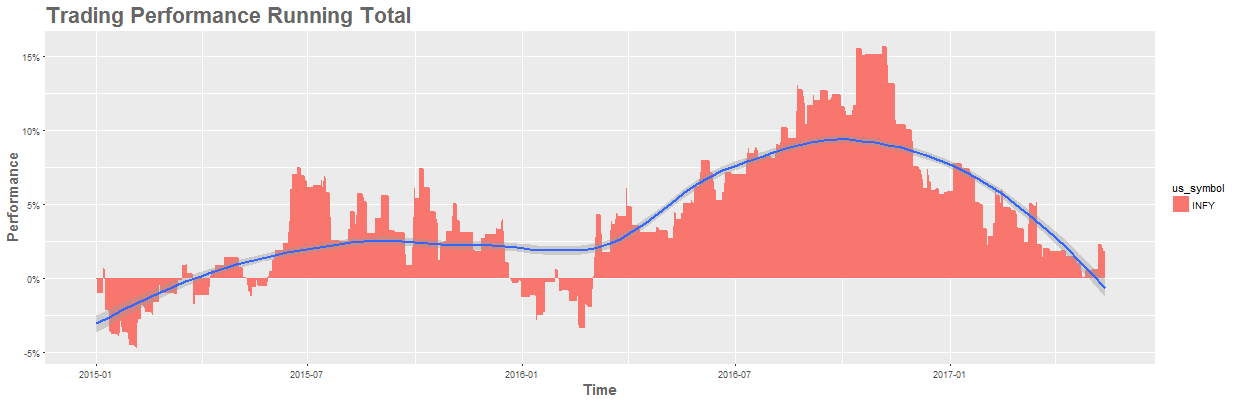 Trading Performance Running Total
Performance
15%
10%
5%
0%
-5%
2015-01
2015-07
2016-01
2016-07
2017-01
Time
us_symbol
INFY